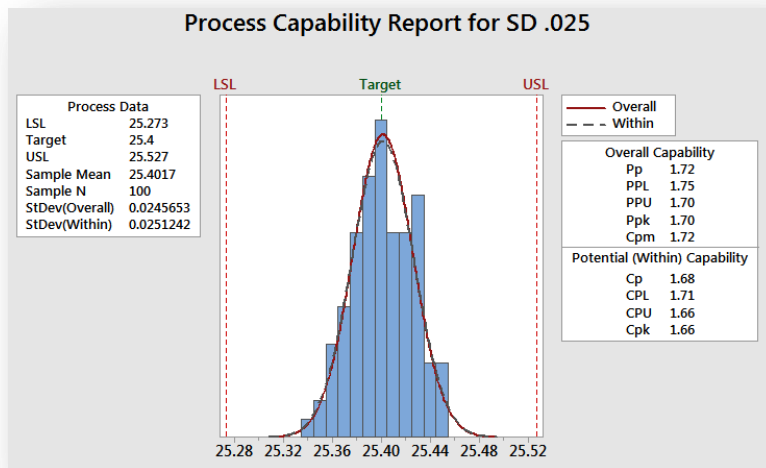 Process Capability Report for SD .025
LSL Target USL
Process Data
LSL 25.273
Target 25.4
USL 25.527
Sample Mean 25.4017
Sample N 100
StDev(Overall) 0.0245653
StDev(Within) 0.0251242
Overall
Within
Overall Capability
Pp 1.72
PPL 1.75
PPU 1.70
Ppk 1.70
Cpm 1.72
Potential (Within) Capability
Cp 1.68
CPL 1.71
CPU 1.66
Cpk 1.66
25.28 25.32 25.36 25.40 25.44 25.48 25.52